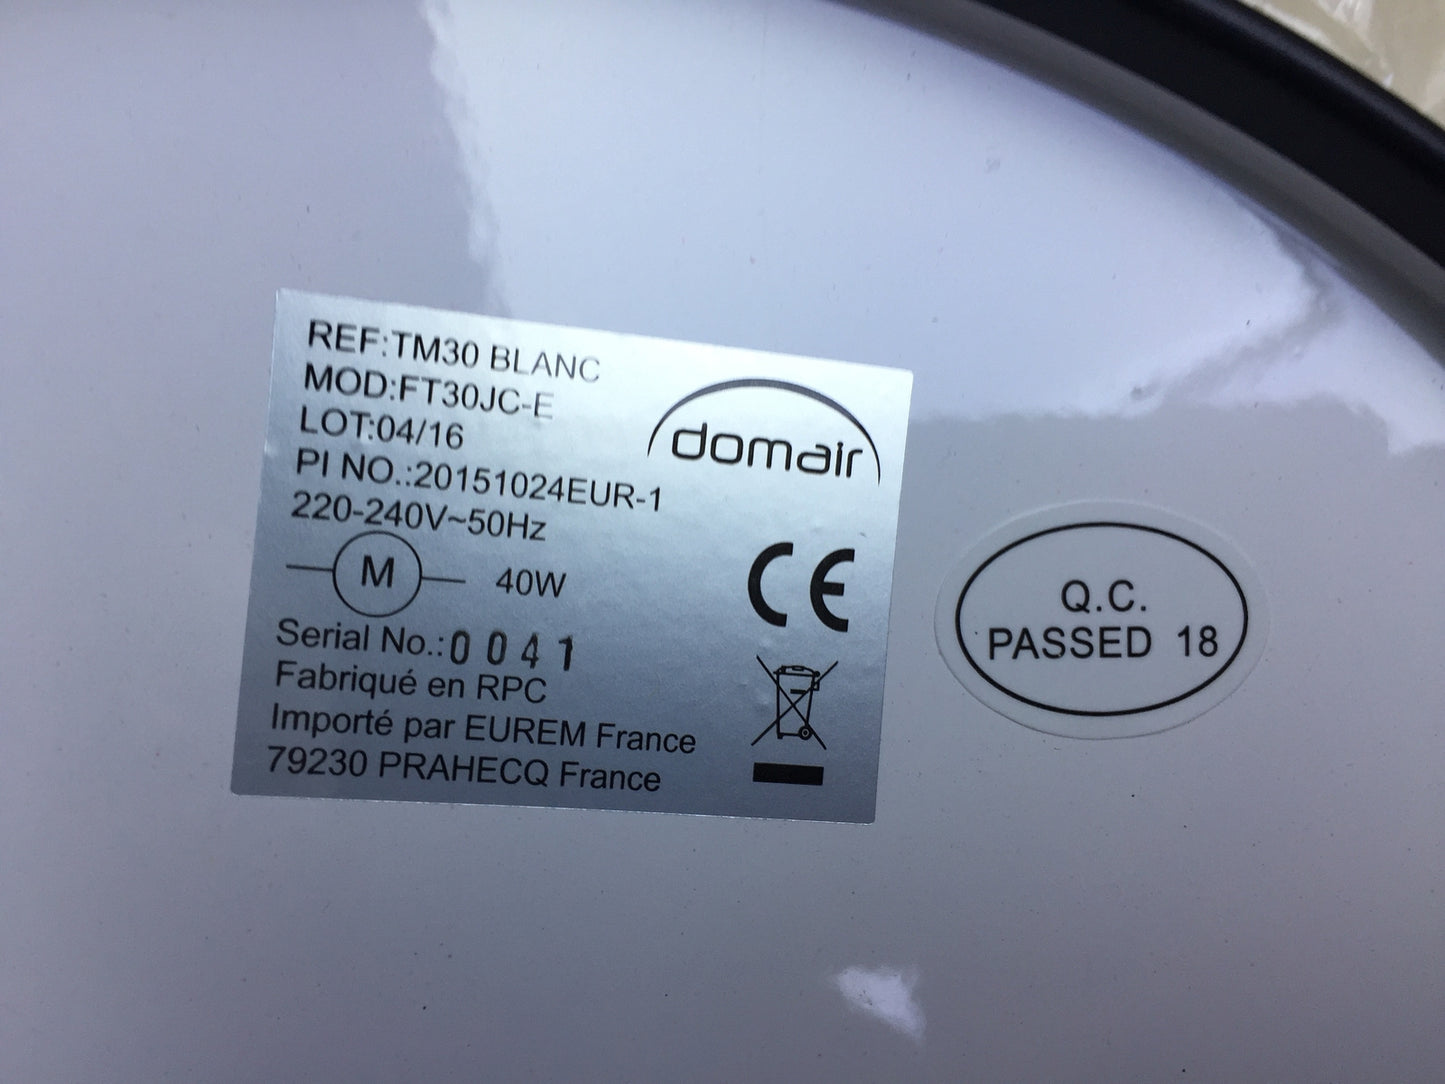 REF:TM30 BLANC
MOD:FT30JC-E
LOT:04/16
PI NO.:20151024EUR-1
220-240V~50Hz
M 40W
Serial No.:0041
Fabriqué en RPC
Importé par EUREM France
79230 PRAHECQ France
domair
CE
Q.C.
PASSED 18